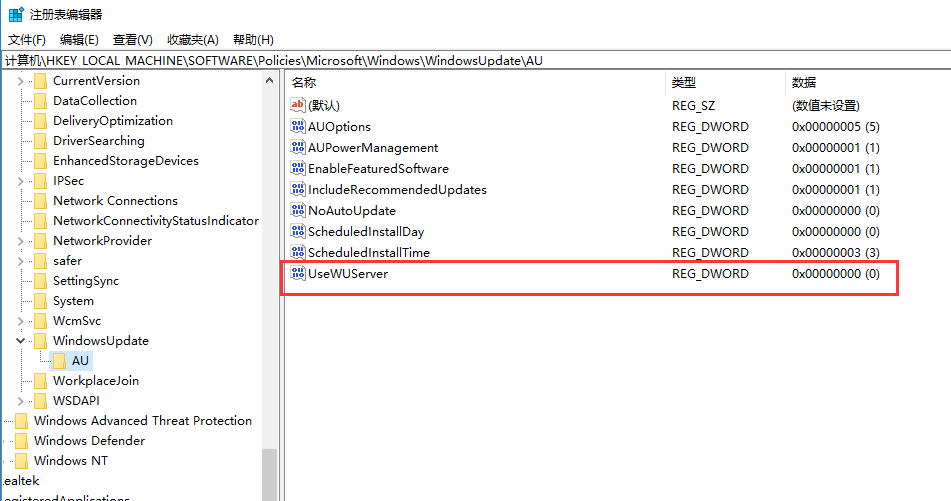 注册表编辑器
文件(F) 编辑(E) 查看(V) 收藏夹(A) 帮助(H)
计算机\HKEY_LOCAL_MACHINE\SOFTWARE\Policies\Microsoft\Windows\WindowsUpdate\AU
CurrentVersion
DataCollection
DeliveryOptimization
DriverSearching
EnhancedStorageDevices
IPSec
Network Connections
NetworkConnectivityStatusIndicator
NetworkProvider
safer
SettingSync
System
WcmSvc
WindowsUpdate
AU
WorkplaceJoin
WSDAPI
Windows Advanced Threat Protection
Windows Defender
Windows NT
ealtek
egisteredApplications
名称 类型 数据
ab (默认) REG_SZ (数值未设置)
AUOptions REG_DWORD 0x00000005 (5)
AUPowerManagement REG_DWORD 0x00000001 (1)
EnableFeaturedSoftware REG_DWORD 0x00000001 (1)
IncludeRecommendedUpdates REG_DWORD 0x00000001 (1)
NoAutoUpdate REG_DWORD 0x00000000 (0)
ScheduledInstallDay REG_DWORD 0x00000000 (0)
ScheduledInstallTime REG_DWORD 0x00000003 (3)
UseWUServer REG_DWORD 0x00000000 (0)